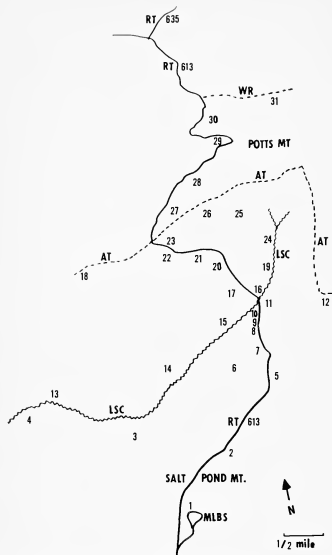 635
RT
RT
613
WR
31
30
29
POTTS MT
AT
28
27
26
25
AT
24
23
LSC
AT
22
21
20
19
18
17
16
12
11
10
9
15
8
7
14
6
5
13
LSC
4
3
RT 613
2
SALT POND MT.
1
MLBS
N
1/2 mile